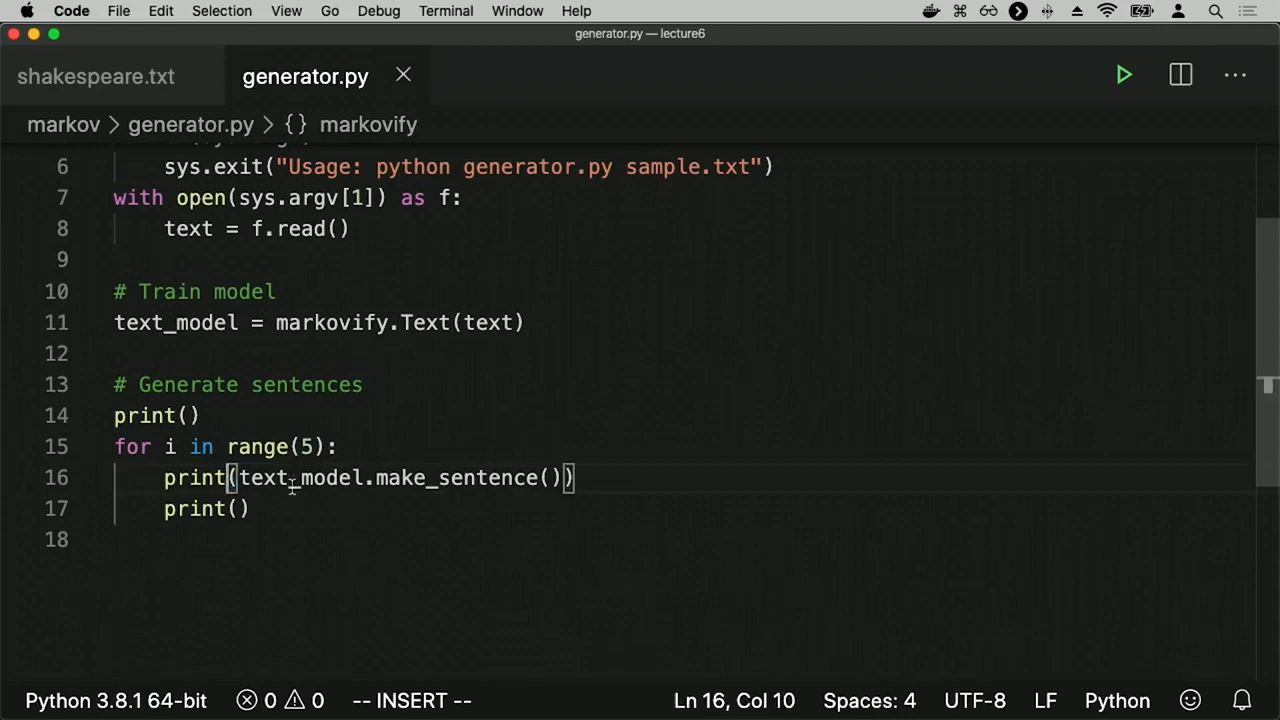 Code File Edit Selection View Go Debug Terminal Window Help
generator.py — lecture6
shakespeare.txt generator.py
markov > generator.py > {} markovify
6 sys.exit("Usage: python generator.py sample.txt")
7 with open(sys.argv[1]) as f:
8 text = f.read()
9
10 # Train model
11 text_model = markovify.Text(text)
12
13 # Generate sentences
14 print()
15 for i in range(5):
16 print(text_model.make_sentence())
17 print()
18
Python 3.8.1 64-bit 0 0 -- INSERT -- Ln 16, Col 10 Spaces: 4 UTF-8 LF Python